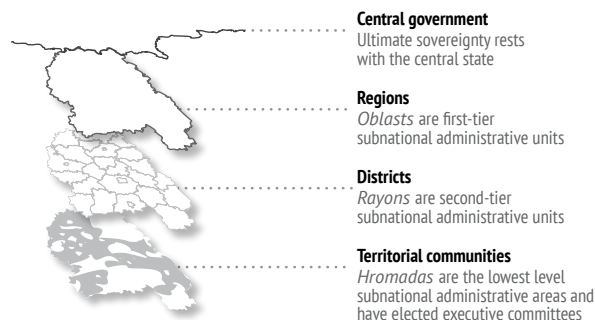 Central government
Ultimate sovereignty rests
with the central state
Regions
Oblasts are first-tier
subnational administrative units
Districts
Rayons are second-tier
subnational administrative units
Territorial communities
Hromadas are the lowest level
subnational administrative areas and
have elected executive committees